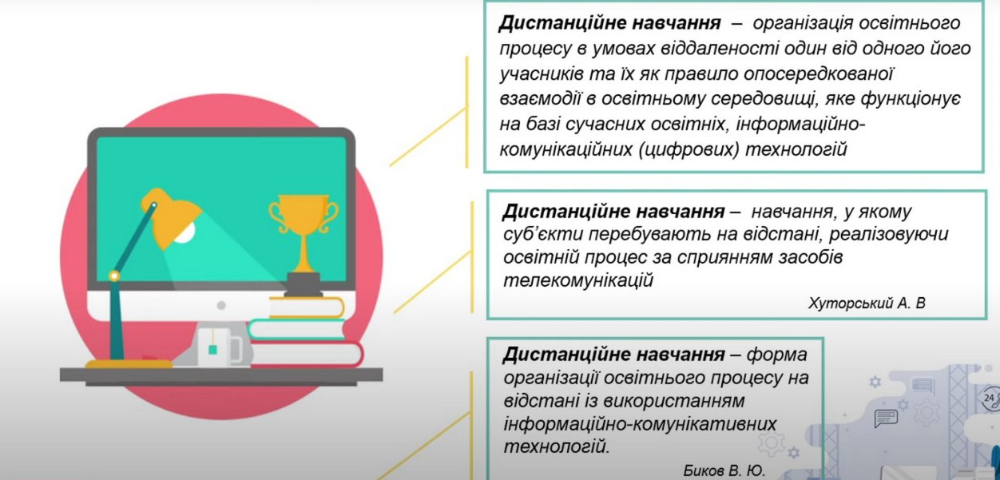 Дистанційне навчання – організація освітнього
процесу в умовах віддаленості один від одного його
учасників та їх як правило опосередкованої
взаємодії в освітньому середовищі, яке функціонує
на базі сучасних освітніх, інформаційно-
комунікаційних (цифрових) технологій
Дистанційне навчання – навчання, у якому
суб’єкти перебувають на відстані, реалізовуючи
освітній процес за сприянням засобів
телекомунікацій
Хуторський А. В
Дистанційне навчання – форма
організації освітнього процесу на
відстані із використанням
інформаційно-комунікативних
технологій.
Биков В. Ю.
24